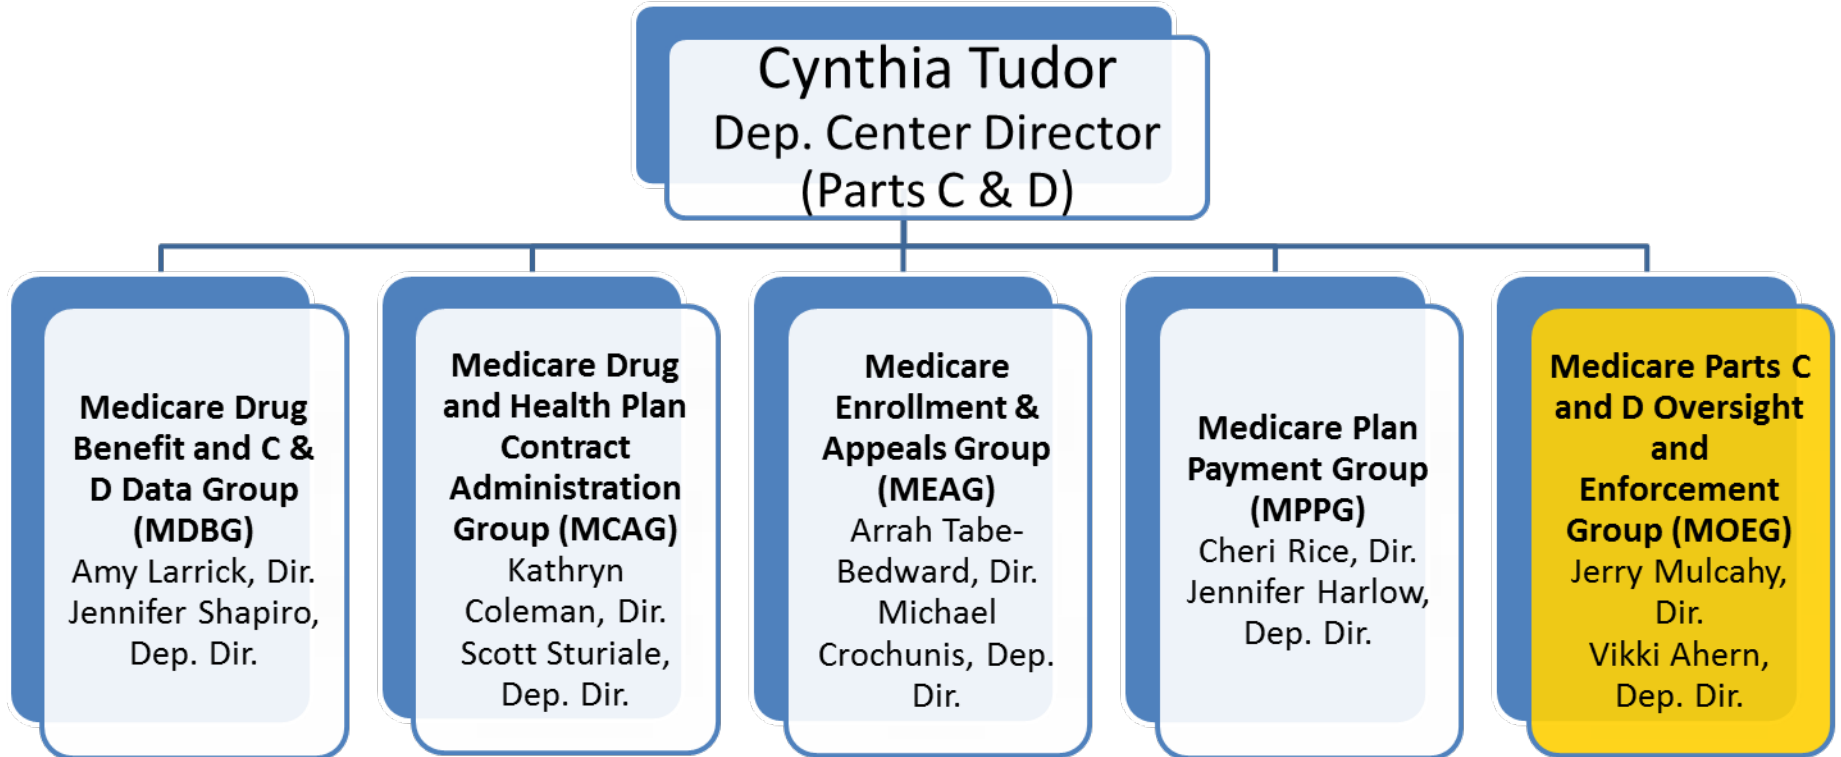 Cynthia Tudor
Dep. Center Director
(Parts C & D)
Medicare Drug
Benefit and C &
D Data Group
(MDBG)
Amy Larrick, Dir.
Jennifer Shapiro,
Dep. Dir.
Medicare Drug
and Health Plan
Contract
Administration
Group (MCAG)
Kathryn
Coleman, Dir.
Scott Sturiale,
Dep. Dir.
Medicare
Enrollment &
Appeals Group
(MEAG)
Arrah Tabe-
Bedward, Dir.
Michael
Crochunis, Dep.
Dir.
Medicare Plan
Payment Group
(MPPG)
Cheri Rice, Dir.
Jennifer Harlow,
Dep. Dir.
Medicare Parts C
and D Oversight
and
Enforcement
Group (MOEG)
Jerry Mulcahy,
Dir.
Vikki Ahern,
Dep. Dir.